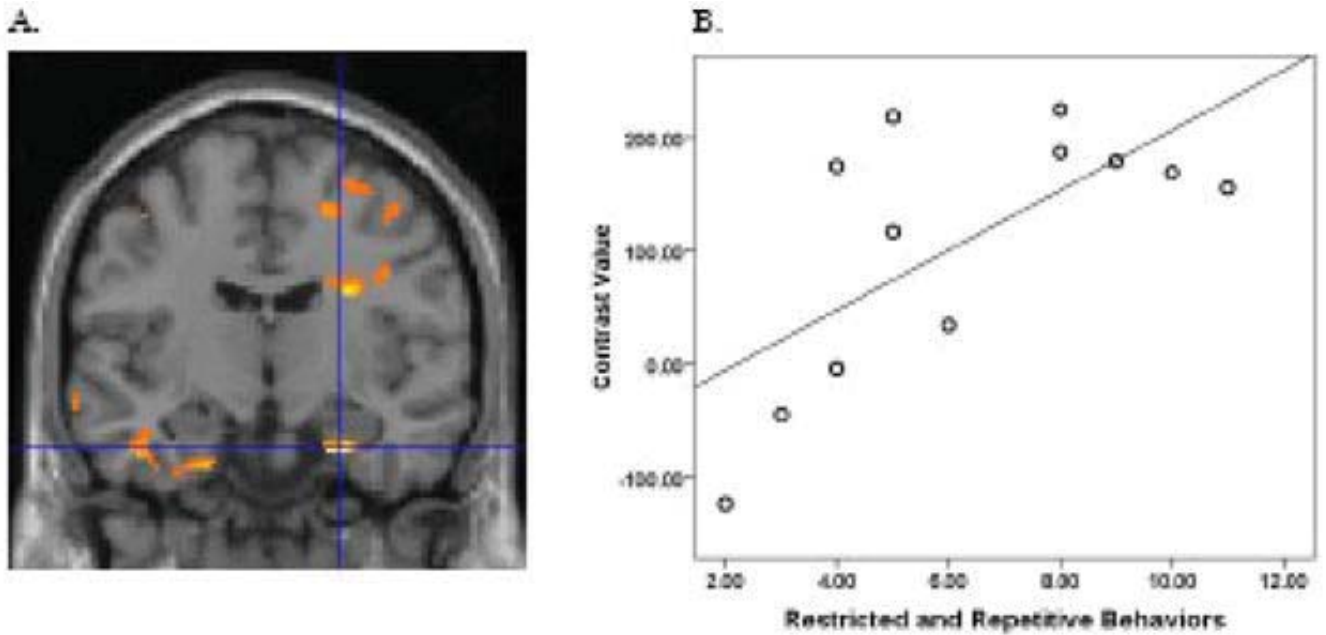 A.
B.
200.00
100.00
0.00
-100.00
Contrast Value
2.00
4.00
6.00
8.00
10.00
12.00
Restricted and Repetitive Behaviors